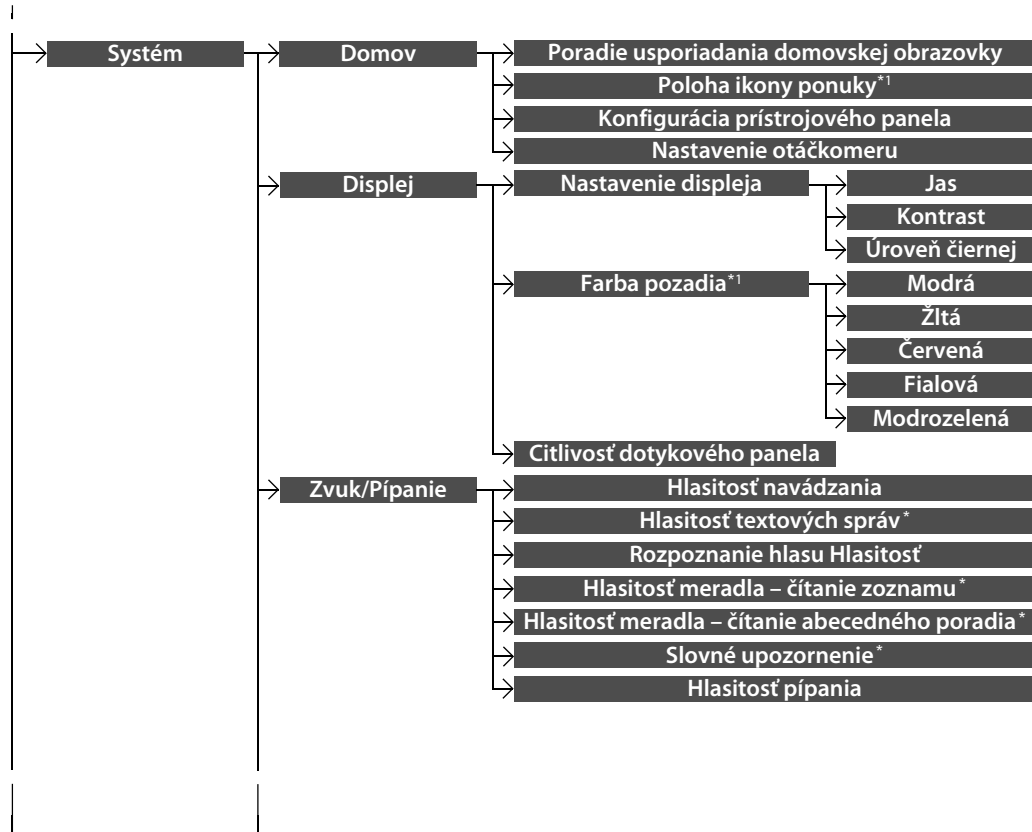 Systém
Domov
Poradie usporiadania domovskej obrazovky
Poloha ikony ponuky*1
Konfigurácia prístrojového panela
Nastavenie otáčkomeru
Displej
Nastavenie displeja
Jas
Kontrast
Úroveň čiernej
Farba pozadia*1
Modrá
Žltá
Červená
Fialová
Modrozelená
Citlivosť dotykového panela
Zvuk/Pípanie
Hlasitosť navádzania
Hlasitosť textových správ*
Rozpoznanie hlasu Hlasitosť
Hlasitosť meradla – čítanie zoznamu*
Hlasitosť meradla – čítanie abecedného poradia*
Slovné upozornenie*
Hlasitosť pípania